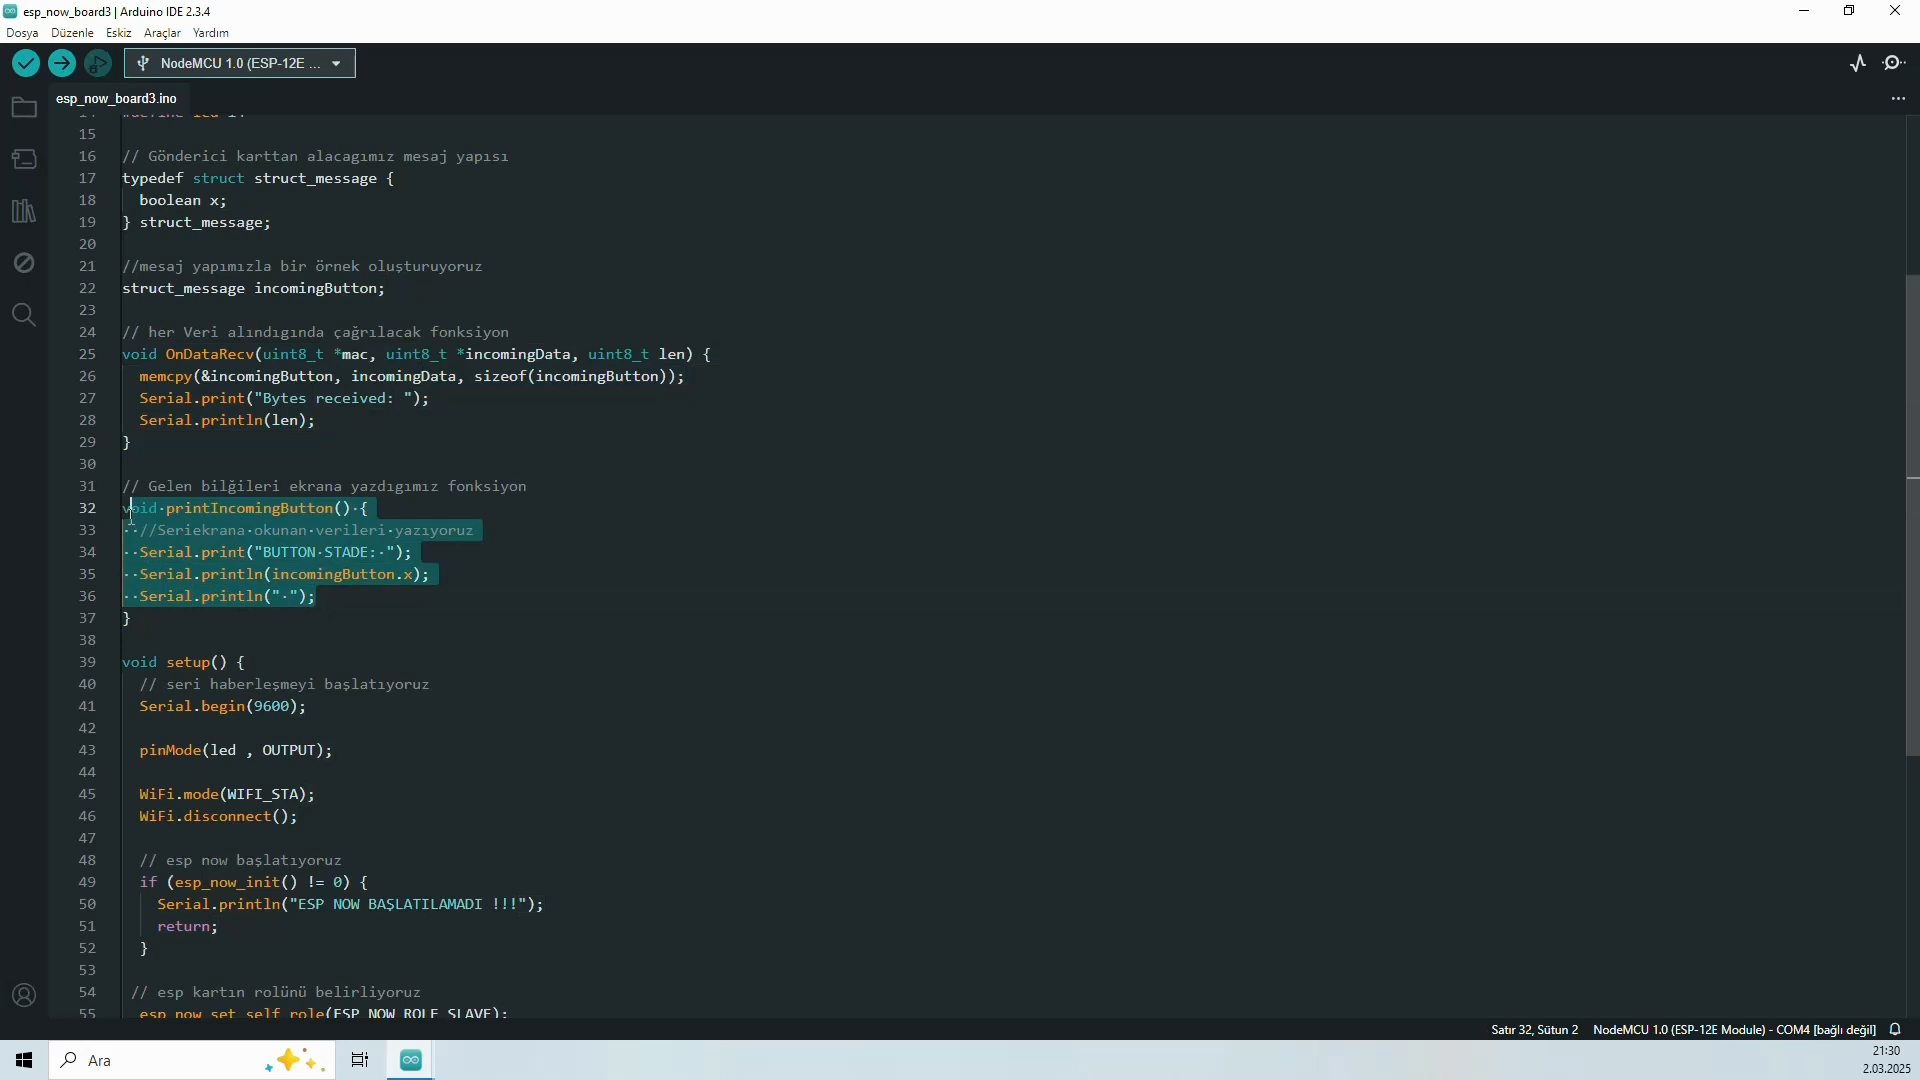 esp_now_board3 | Arduino IDE 2.3.4
Dosya Düzenle Eskiz Araçlar Yardım
NodeMCU 1.0 (ESP-12E ...
esp_now_board3.ino
15
16 // Gönderici karttan alacagımız mesaj yapısı
17 typedef struct struct_message {
18 boolean x;
19 } struct_message;
20
21 //mesaj yapımızla bir örnek oluşturuyoruz
22 struct_message incomingButton;
23
24 // her Veri alındıgında çağrılacak fonksiyon
25 void OnDataRecv(uint8_t *mac, uint8_t *incomingData, uint8_t len) {
26 memcpy(&incomingButton, incomingData, sizeof(incomingButton));
27 Serial.print("Bytes received: ");
28 Serial.println(len);
29 }
30
31 // Gelen bilğileri ekrana yazdıgımız fonksiyon
32 void·printIncomingButton()·{
33 ··//Seriekrana·okunan·verileri·yazıyoruz
34 ··Serial.print("BUTTON·STADE:·");
35 ··Serial.println(incomingButton.x);
36 ··Serial.println("·");
37 }
38
39 void setup() {
40 // seri haberleşmeyi başlatıyoruz
41 Serial.begin(9600);
42
43 pinMode(led , OUTPUT);
44
45 WiFi.mode(WIFI_STA);
46 WiFi.disconnect();
47
48 // esp now başlatıyoruz
49 if (esp_now_init() != 0) {
50 Serial.println("ESP NOW BAŞLATILAMADI !!!");
51 return;
52 }
53
54 // esp kartın rolünü belirliyoruz
55 esp_now_set_self_role(ESP_NOW_ROLE_SLAVE);
Satır 32, Sütun 2 NodeMCU 1.0 (ESP-12E Module) - COM4 [bağlı değil]
Ara
21:30
2.03.2025